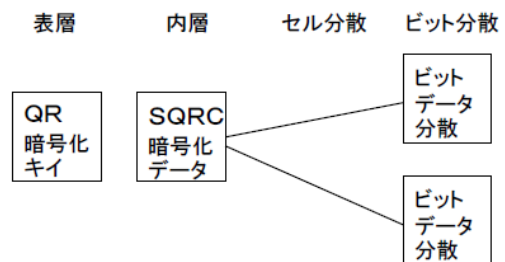 表層 内層 セル分散 ビット分散
QR
暗号化
キイ
SQRC
暗号化
データ
ビット
データ
分散
ビット
データ
分散